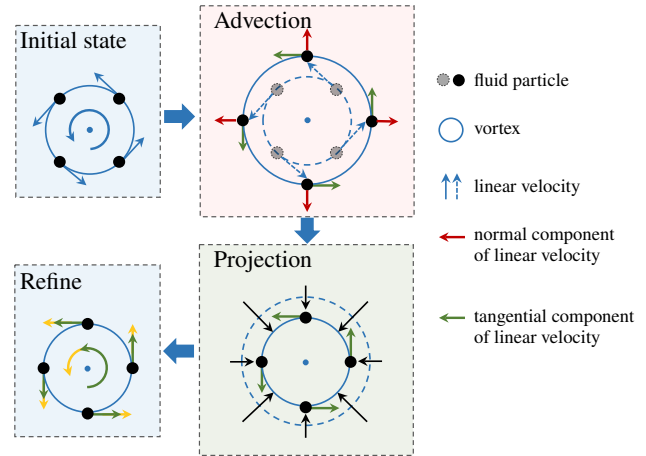 Initial state
Advection
fluid particle
vortex
linear velocity
normal component
of linear velocity
Refine
Projection
tangential component
of linear velocity